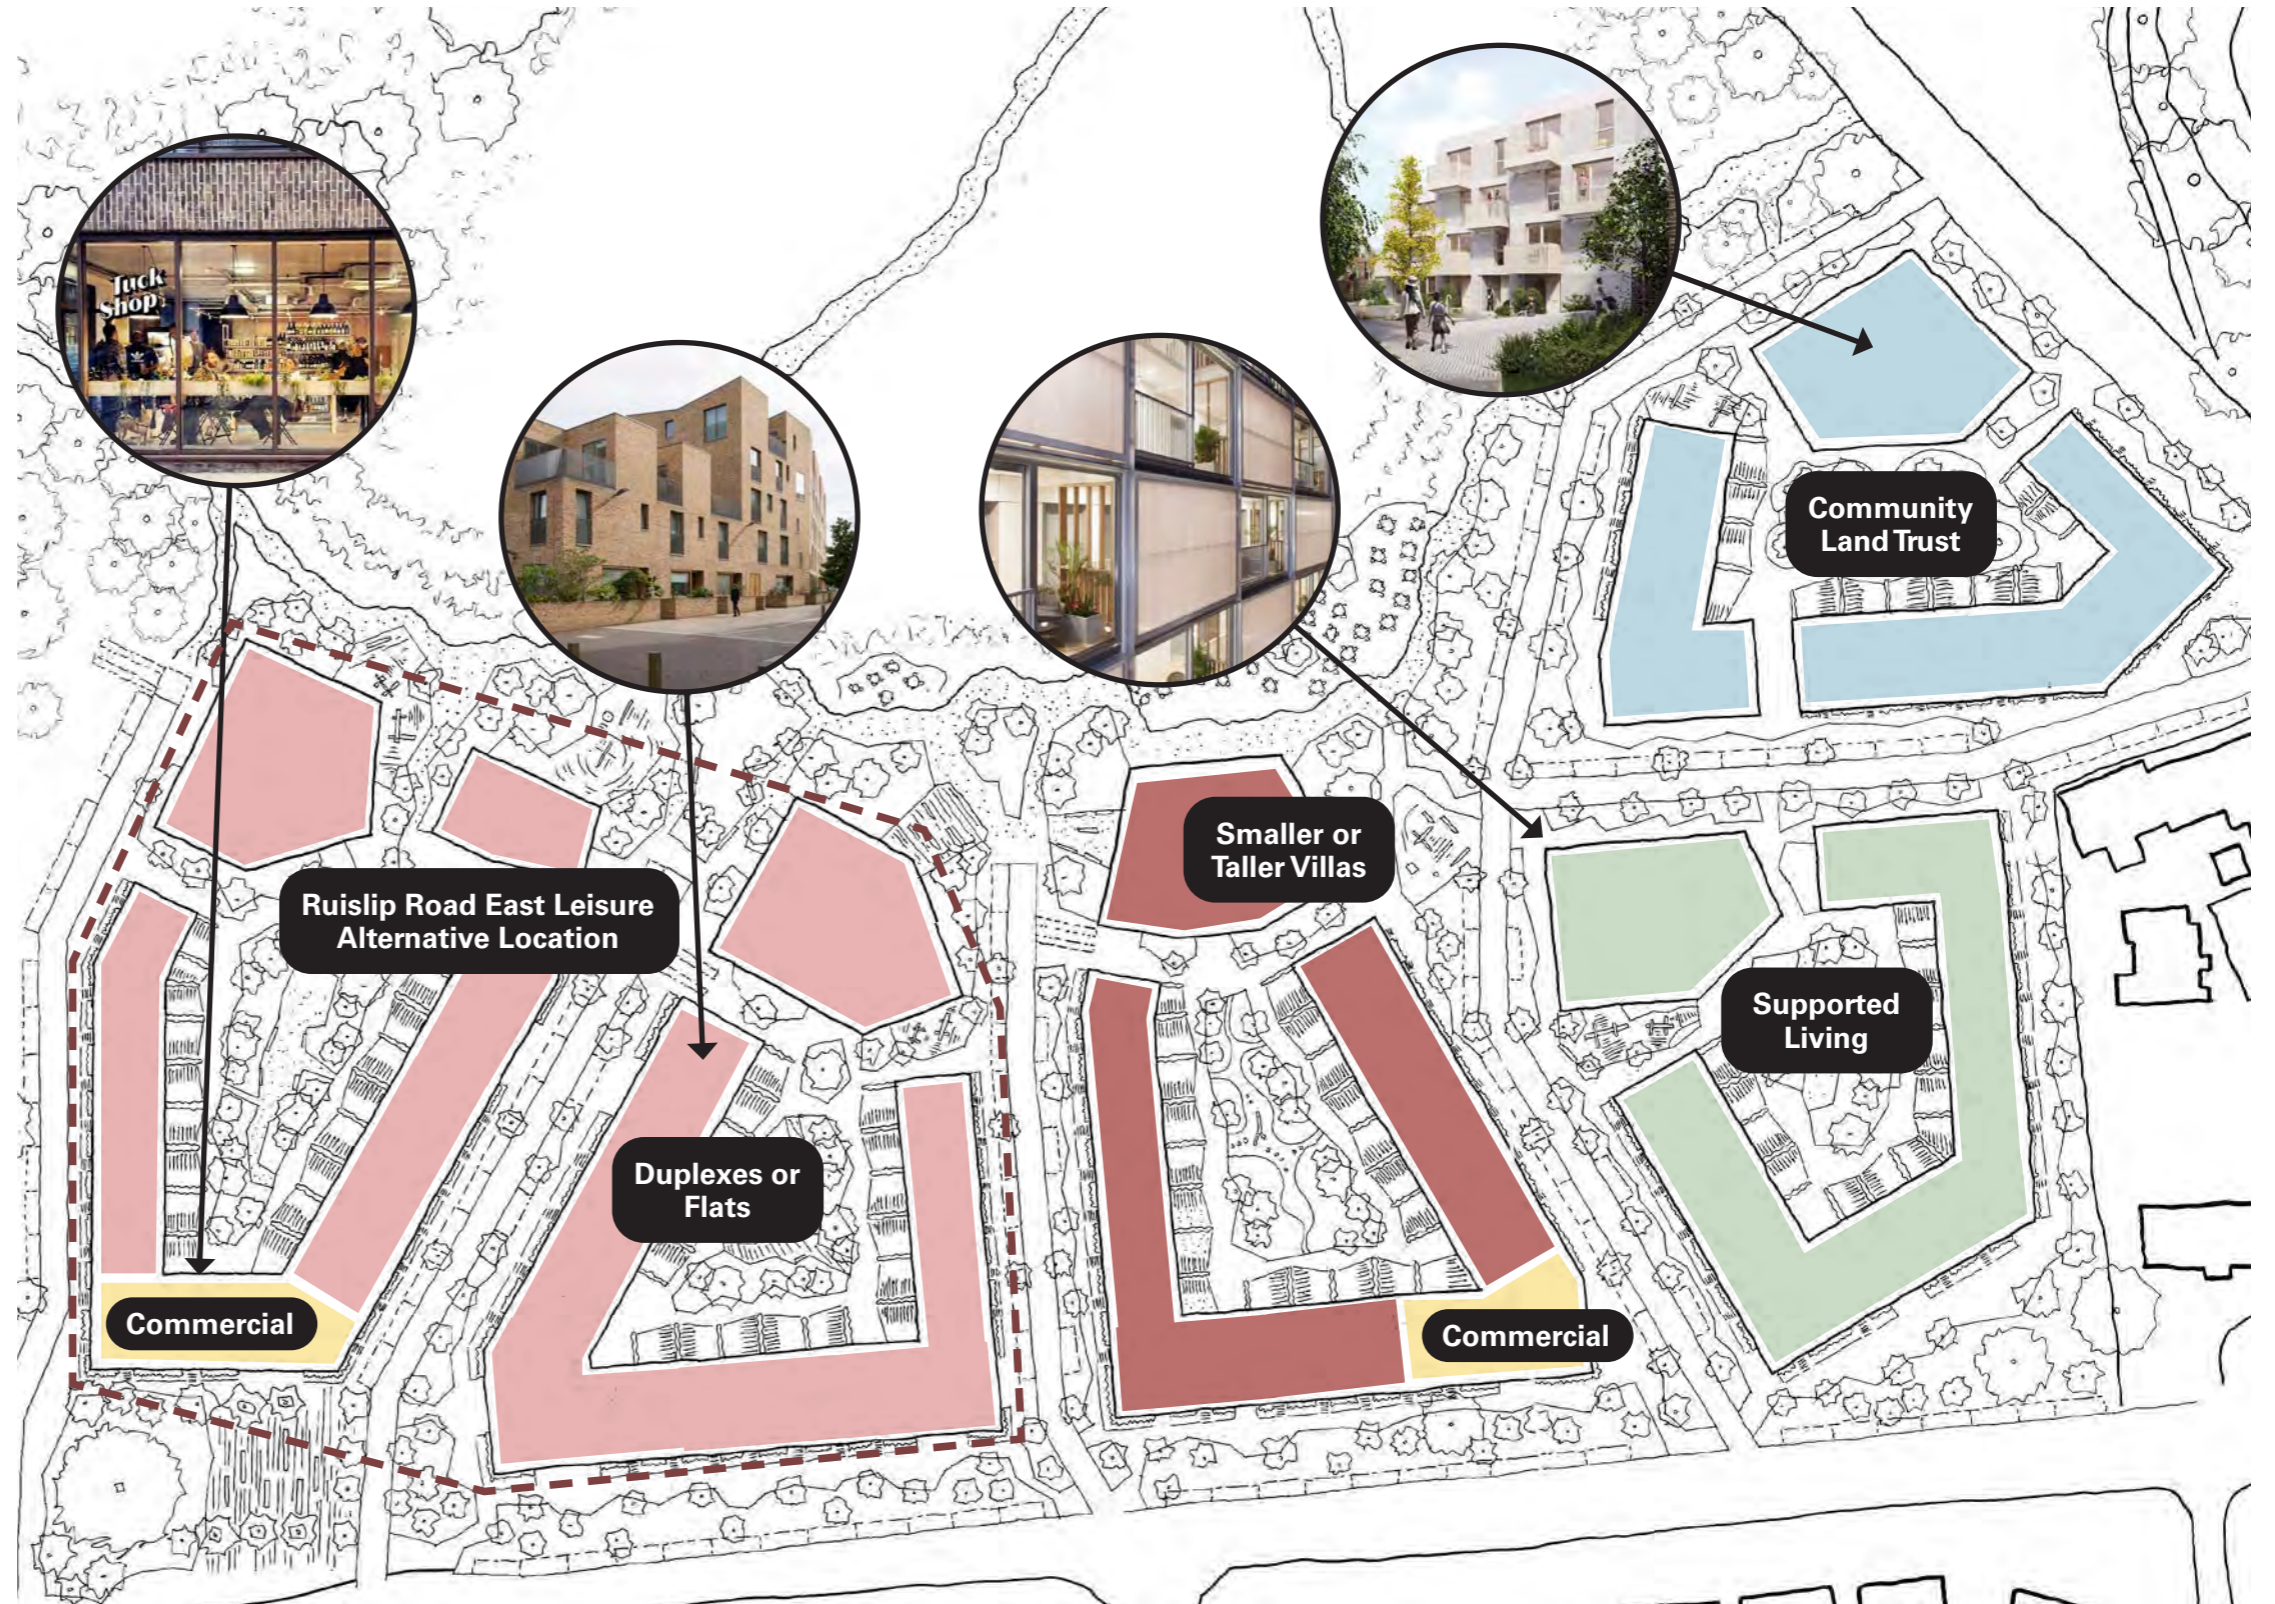 Tuck
Shop
Community
Land Trust
Smaller or
Taller Villas
Ruislip Road East Leisure
Alternative Location
Supported
Living
Duplexes or
Flats
Commercial
Commercial